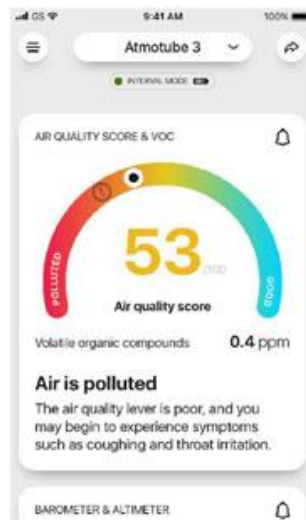 9:41 AM
100%
Atmotube 3
INTERVAL MODE
AIR QUALITY SCORE & VOC
POLLUTED
GOOD
53
/100
Air quality score
Volatile organic compounds 0.4 ppm
Air is polluted
The air quality lever is poor, and you
may begin to experience symptoms
such as coughing and throat irritation.
BAROMETER & ALTIMETER